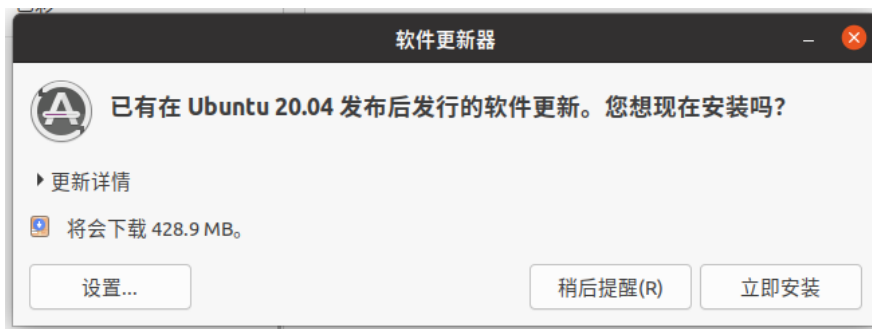 软件更新器
已有在 Ubuntu 20.04 发布后发行的软件更新。您想现在安装吗?
更新详情
将会下载 428.9 MB。
设置...
稍后提醒(R)
立即安装